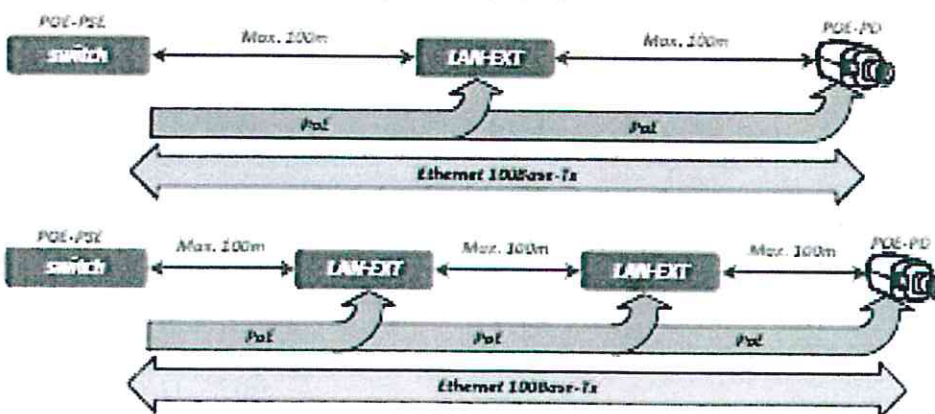 POE-PSE
POE-PD
switch
Max. 100m
LAN-EXT
Max. 100m
PoE
PoE
Ethernet 100Base-Tx
POE-PSE
POE-PD
switch
Max. 100m
LAN-EXT
Max. 100m
LAN-EXT
Max. 100m
PoE
PoE
PoE
Ethernet 100Base-Tx